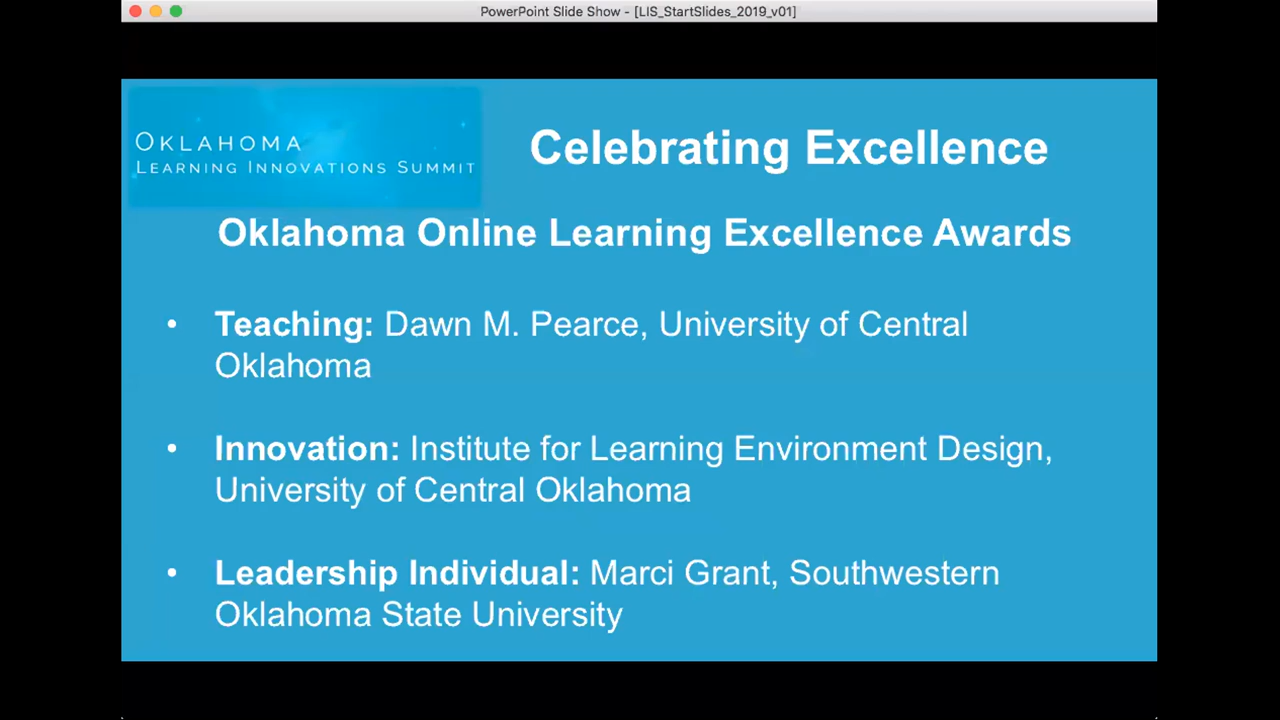 PowerPoint Slide Show - [LIS_StartSlides_2019_v01]
OKLAHOMA
LEARNING INNOVATIONS SUMMIT
Celebrating Excellence
Oklahoma Online Learning Excellence Awards
• Teaching: Dawn M. Pearce, University of Central
Oklahoma
• Innovation: Institute for Learning Environment Design,
University of Central Oklahoma
• Leadership Individual: Marci Grant, Southwestern
Oklahoma State University